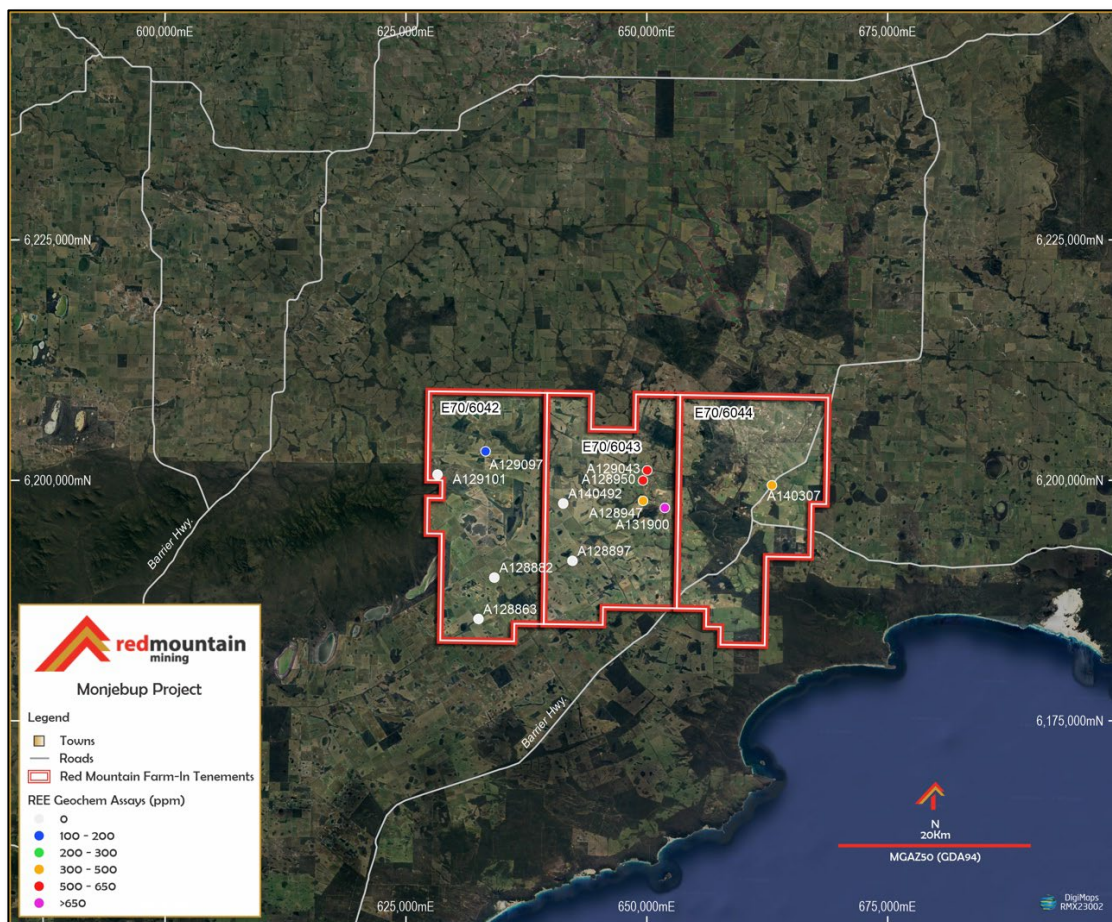 600,000mE
625,000mE
650,000mE
675,000mE
6,225,000mN
6,225,000mN
E70/6042
E70/6043
E70/6044
A129097
A129101
A129043
A128950
A140492
A128947
A131900
A140307
A128897
A128882
A128863
6,200,000mN
6,200,000mN
Barrier Hwy.
Barrier Hwy.
6,175,000mN
redmountain
mining
Monjebup Project
Legend
Towns
Roads
Red Mountain Farm-In Tenements
REE Geochem Assays (ppm)
0
100 - 200
200 - 300
300 - 500
500 - 650
>650
N
20Km
MGAZ50 (GDA94)
625,000mE
650,000mE
675,000mE
DigiMaps
RMX23002